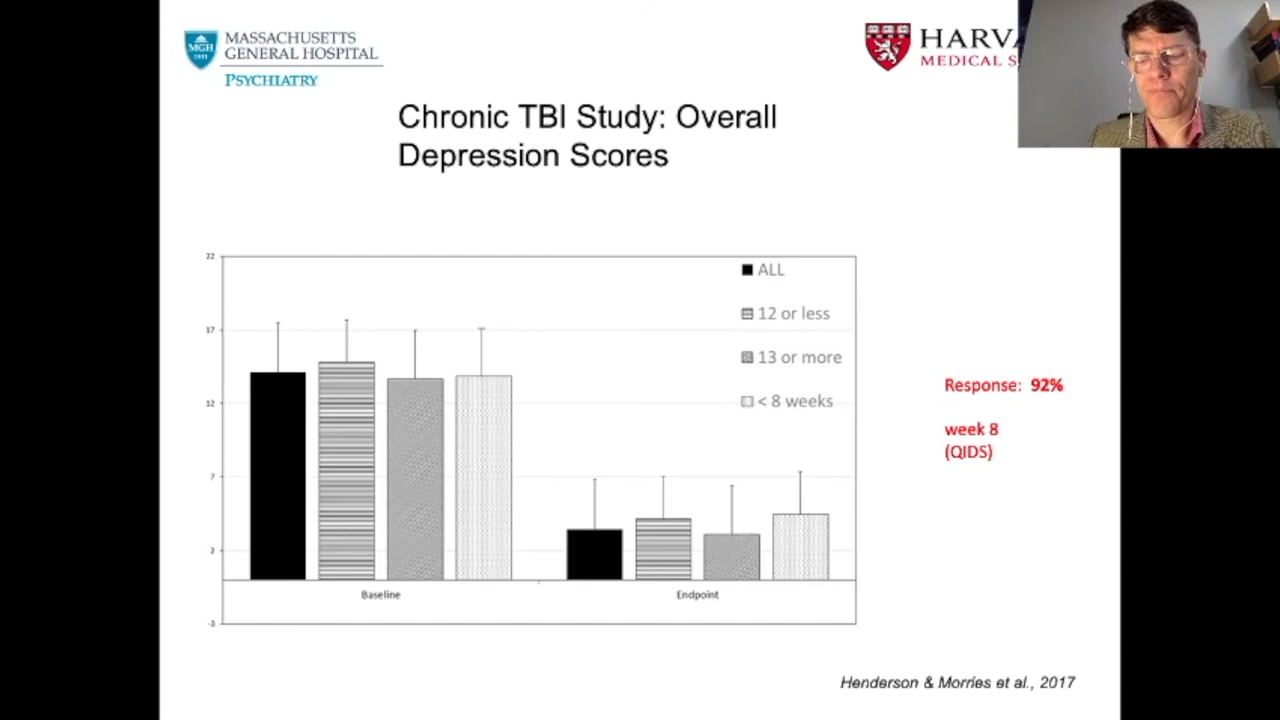 MGH
1811
MASSACHUSETTS
GENERAL HOSPITAL
PSYCHIATRY
HARVA
MEDICAL S
Chronic TBI Study: Overall
Depression Scores
22
17
12
7
2
-3
ALL
12 or less
13 or more
< 8 weeks
Baseline
Endpoint
Response: 92%
week 8
(QIDS)
Henderson & Morries et al., 2017